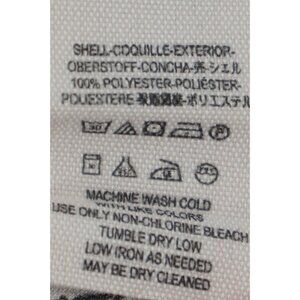 SHELL-COQUILLE-EXTERIOR-
OBERSTOFF-CONCHA-売-シェル
100% POLYESTER-POLIÉSTER-
POLIESTERE ポリエステル
MACHINE WASH COLD
WITH LIKE COLORS
USE ONLY NON-CHLORINE BLEACH
TUMBLE DRY LOW
LOW IRON AS NEEDED
MAY BE DRY CLEANED